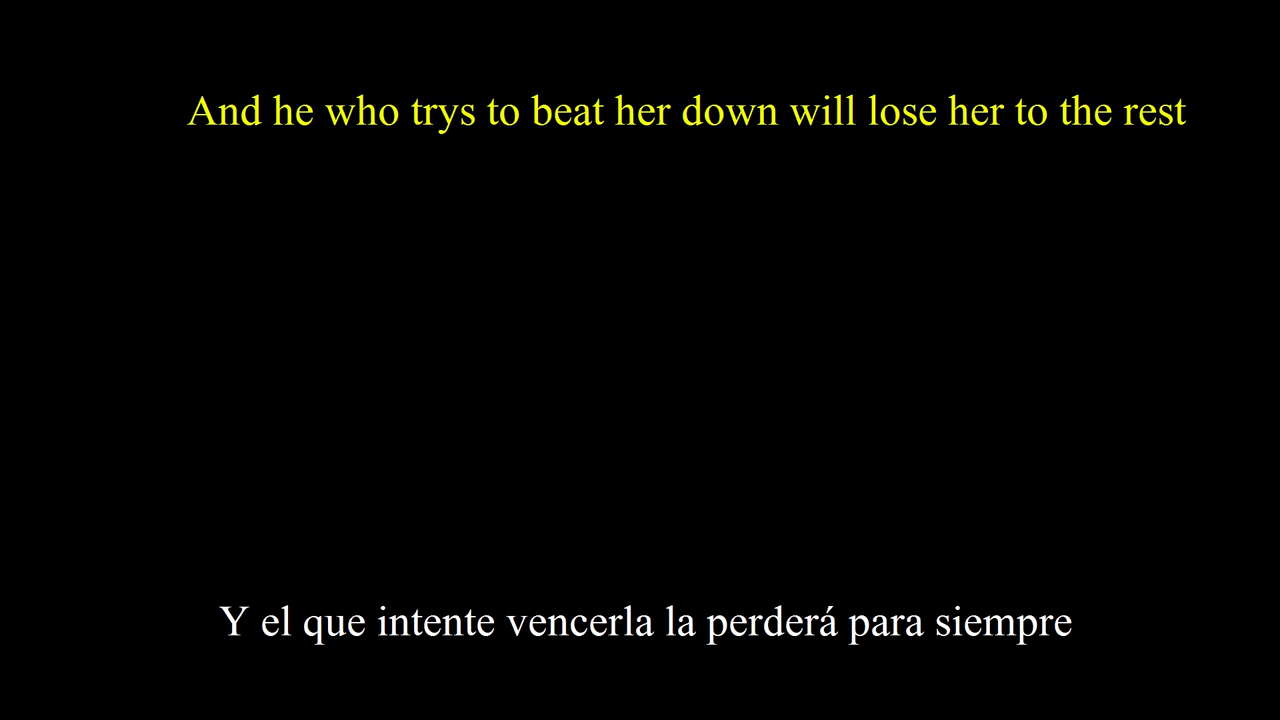 And he who trys to beat her down will lose her to the rest
Y el que intente vencerla la perderá para siempre